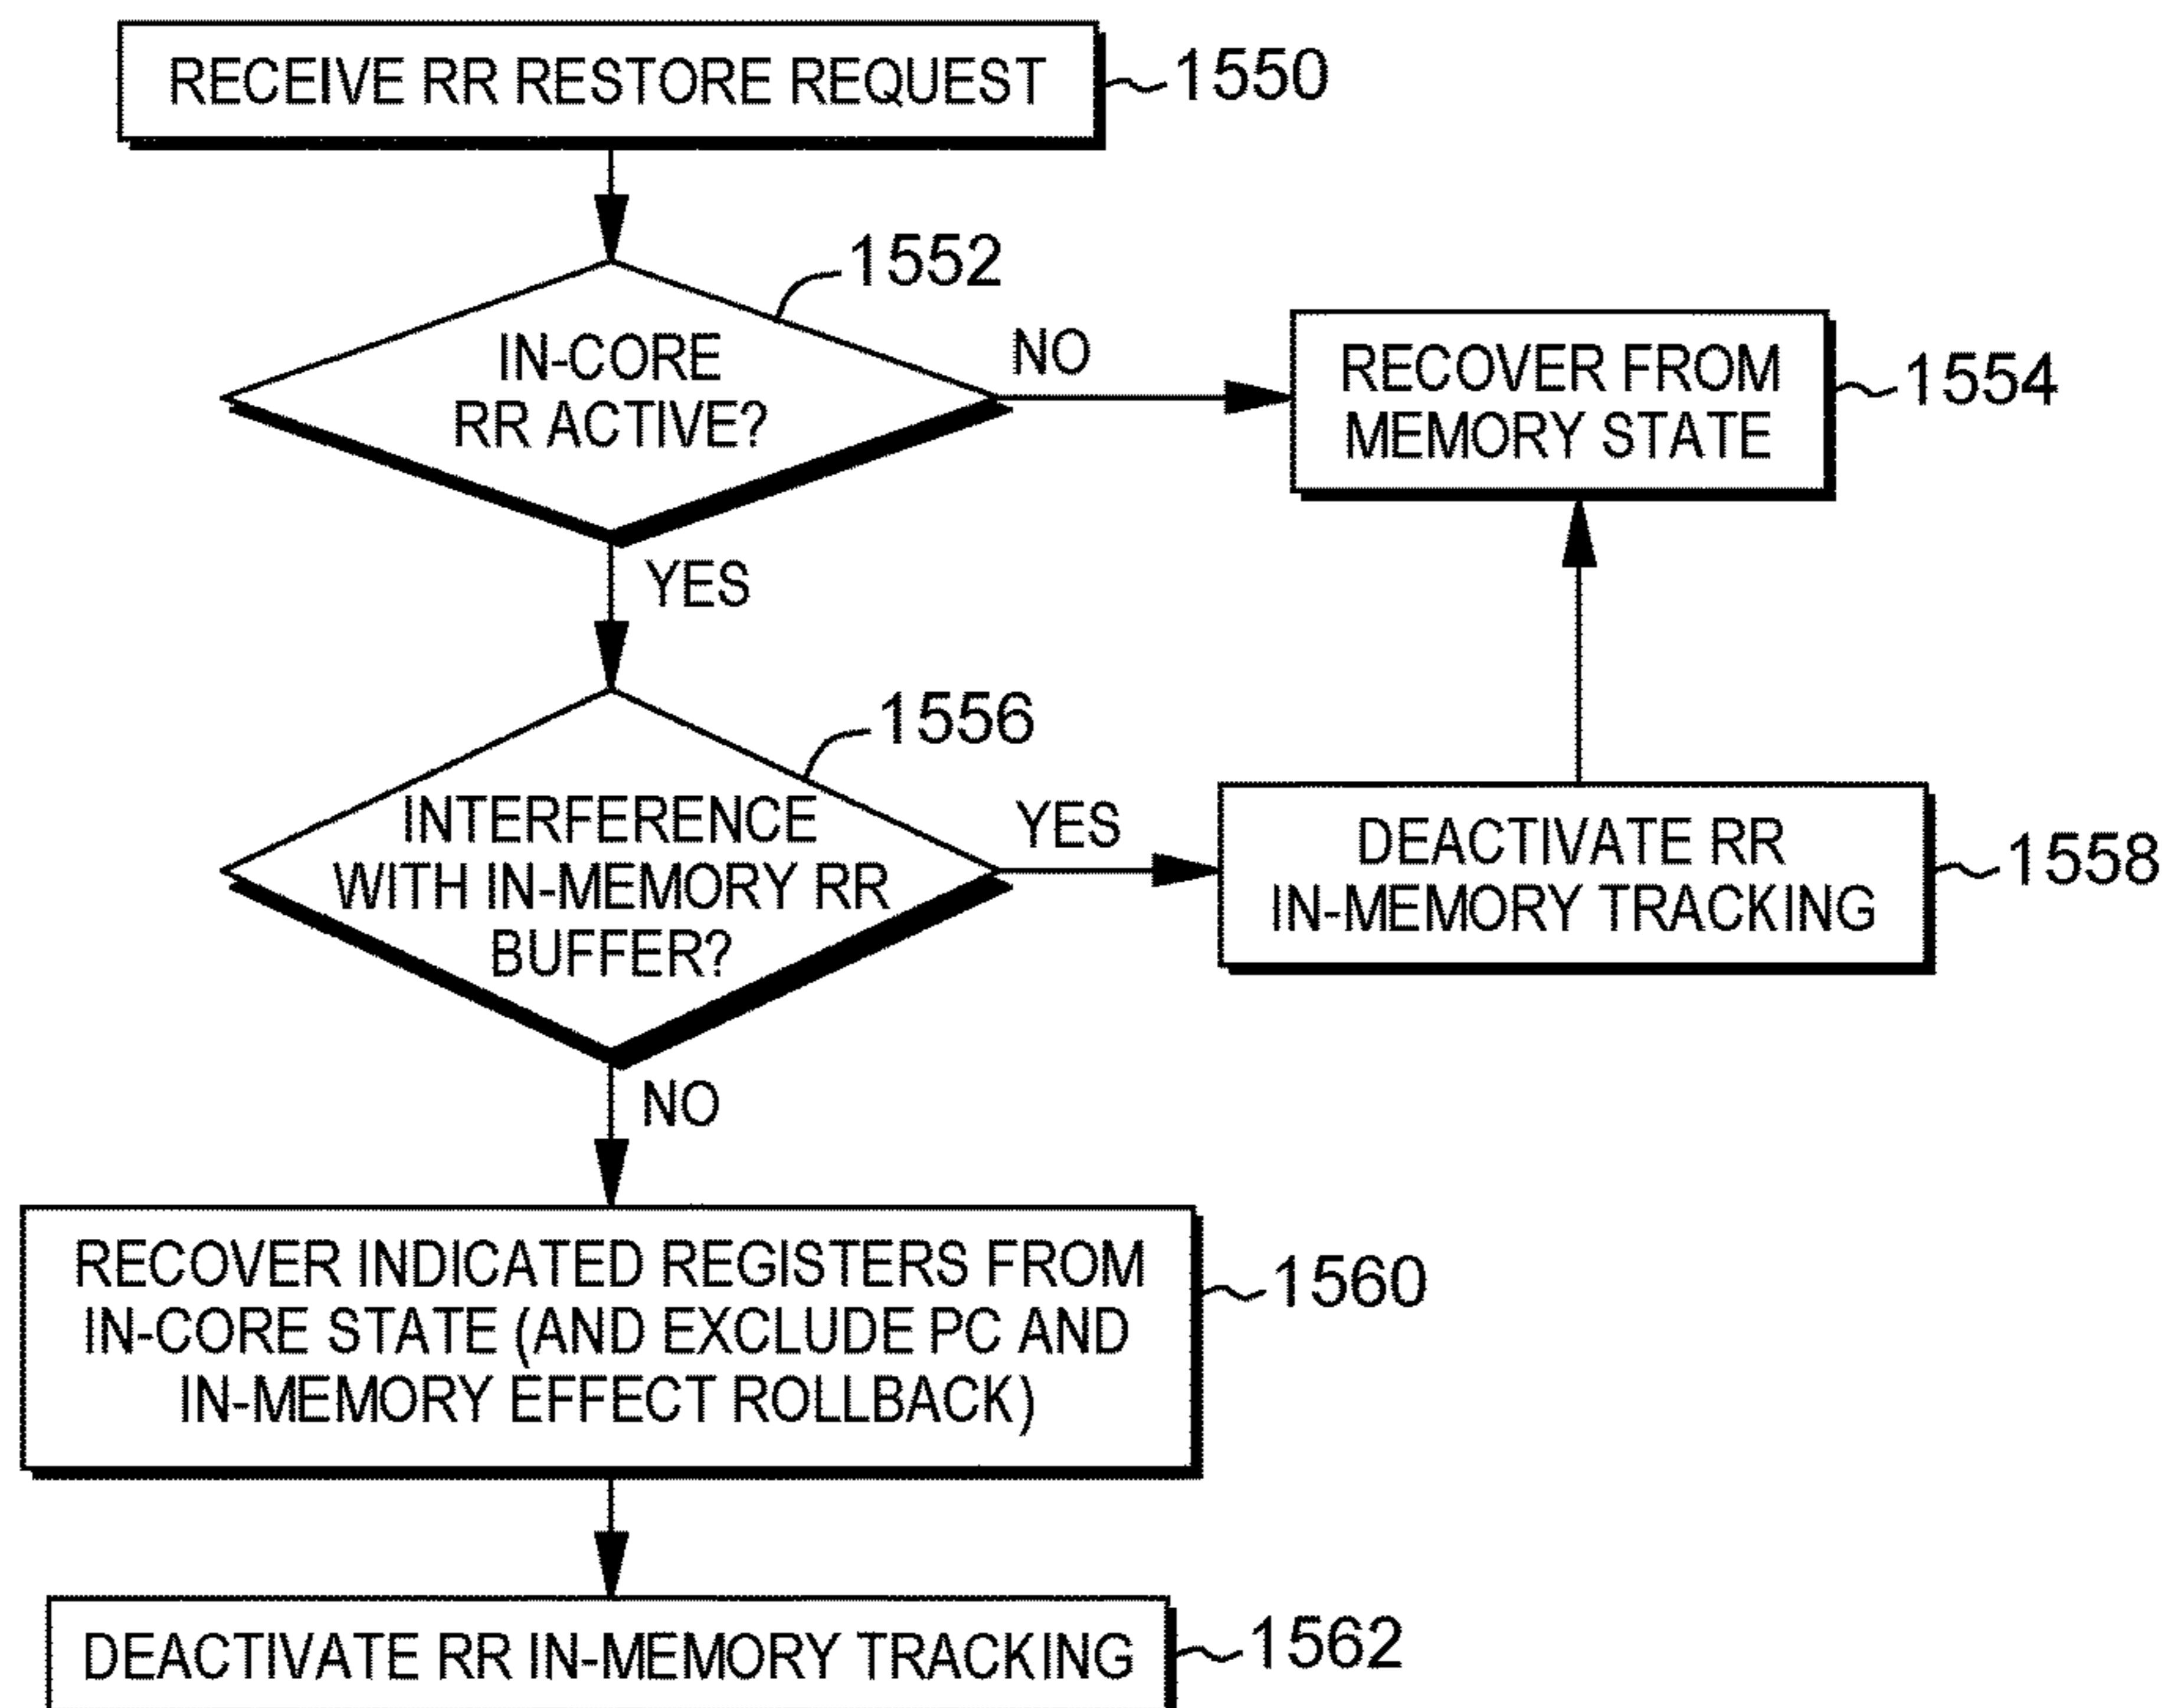 RECEIVE RR RESTORE REQUEST
1550
1552
IN-CORE
RR ACTIVE?
NO
RECOVER FROM
MEMORY STATE
1554
YES
1556
INTERFERENCE
WITH IN-MEMORY RR
BUFFER?
YES
DEACTIVATE RR
IN-MEMORY TRACKING
1558
NO
RECOVER INDICATED REGISTERS FROM
IN-CORE STATE (AND EXCLUDE PC AND
IN-MEMORY EFFECT ROLLBACK)
1560
DEACTIVATE RR IN-MEMORY TRACKING
1562